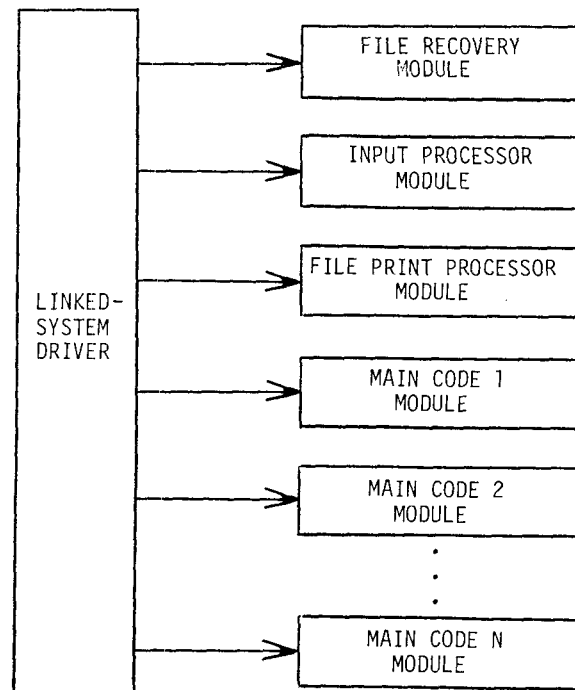 LINKED-
SYSTEM
DRIVER
FILE RECOVERY
MODULE
INPUT PROCESSOR
MODULE
FILE PRINT PROCESSOR
MODULE
MAIN CODE 1
MODULE
MAIN CODE 2
MODULE
MAIN CODE N
MODULE